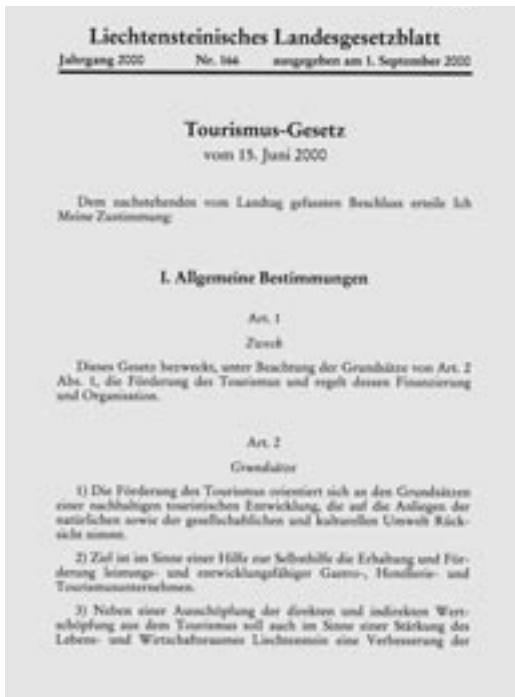 Liechtensteinisches Landesgesetzblatt
Jahrgang 2000 Nr. 166 ausgegeben am 1. September 2000
Tourismus-Gesetz
vom 15. Juni 2000
Dem nachstehenden vom Landtag gefassten Beschluss erteile Ich
Meine Zustimmung:
I. Allgemeine Bestimmungen
Art. 1
Zweck
Dieses Gesetz bezweckt, unter Beachtung der Grundsätze von Art. 2
Abs. 1, die Förderung des Tourismus und regelt dessen Finanzierung
und Organisation.
Art. 2
Grundsätze
1) Die Förderung des Tourismus orientiert sich an den Grundsätzen
einer nachhaltigen touristischen Entwicklung, die auf die Anliegen der
natürlichen sowie der gesellschaftlichen und kulturellen Umwelt Rück-
sicht nimmt.
2) Ziel ist im Sinne einer Hilfe zur Selbsthilfe die Erhaltung und För-
derung leistungs- und entwicklungsfähiger Gastro-, Hotellerie- und
Tourismusunternehmen.
3) Neben einer Ausschöpfung der direkten und indirekten Wert-
schöpfung aus dem Tourismus soll auch im Sinne einer Stärkung des
Lebens- und Wirtschaftsraumes Liechtenstein eine Verbesserung der